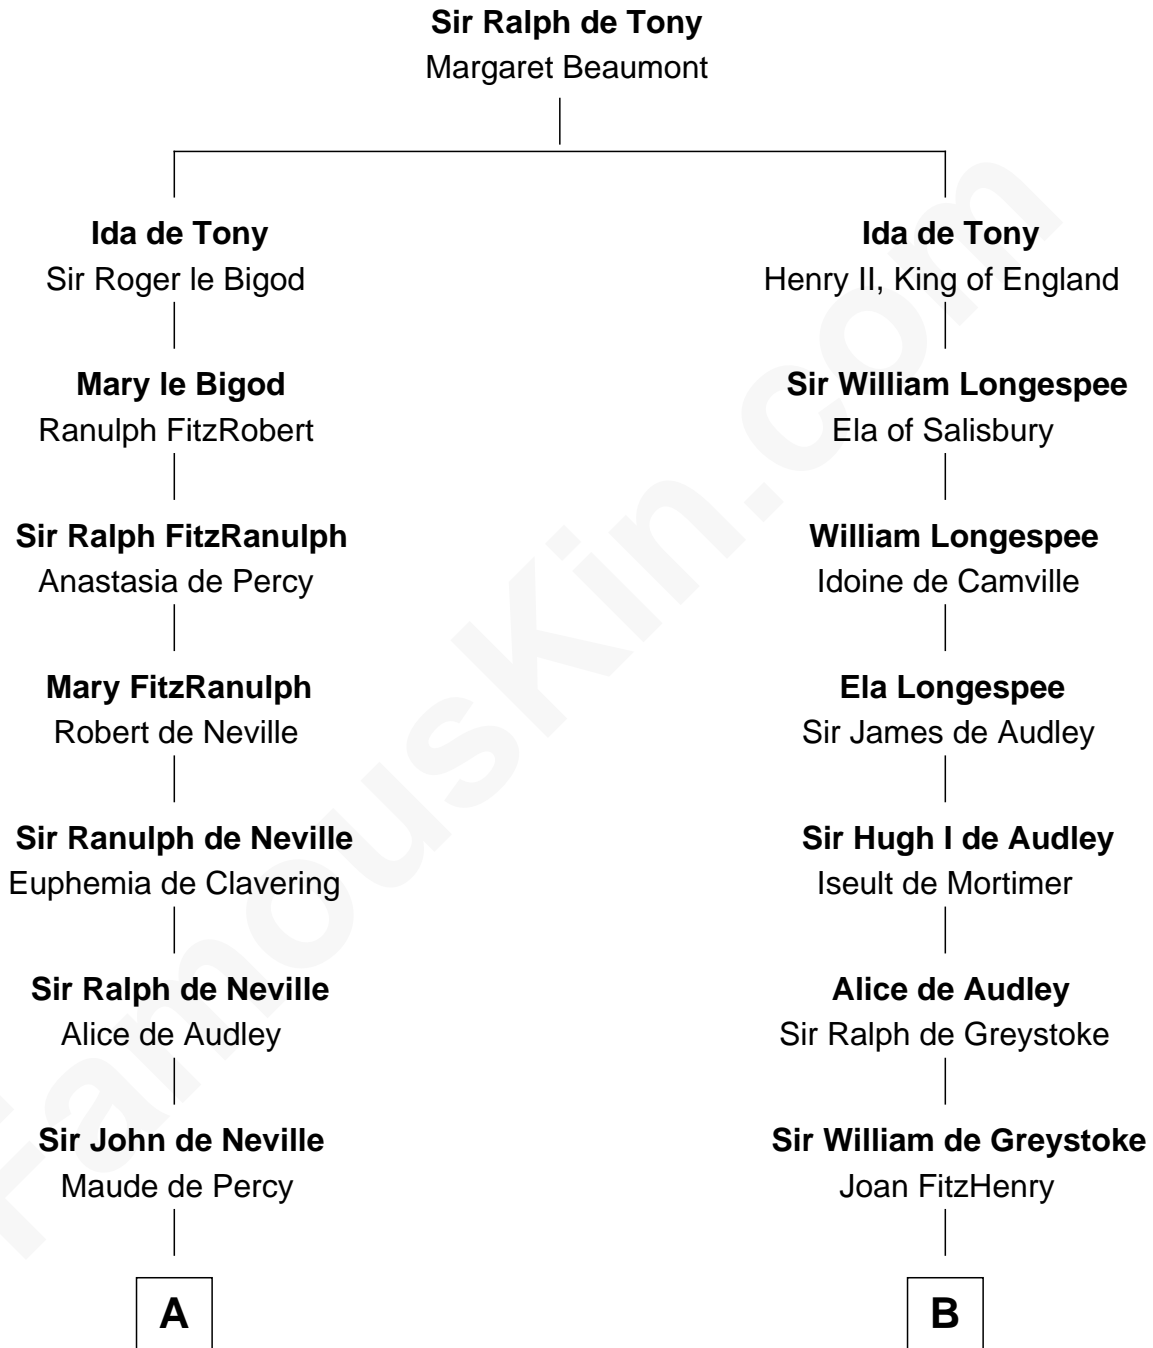 Sir Ralph de Tony
Margaret Beaumont
Ida de Tony
Sir Roger le Bigod
Ida de Tony
Henry II, King of England
Mary le Bigod
Ranulph FitzRobert
Sir William Longespee
Ela of Salisbury
Sir Ralph FitzRanulph
Anastasia de Percy
William Longespee
Idoine de Camville
Mary FitzRanulph
Robert de Neville
Ela Longespee
Sir James de Audley
Sir Ranulph de Neville
Euphemia de Clavering
Sir Hugh I de Audley
Iseult de Mortimer
Sir Ralph de Neville
Alice de Audley
Alice de Audley
Sir Ralph de Greystoke
Sir John de Neville
Maude de Percy
Sir William de Greystoke
Joan FitzHenry
A
B
FamousKin.com